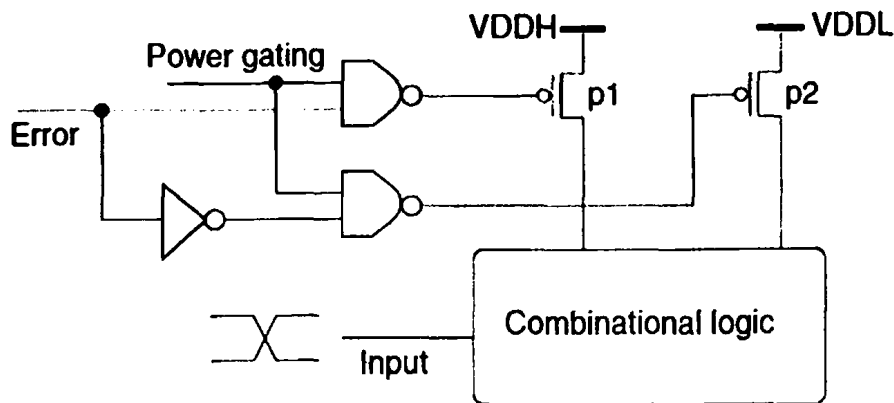 VDDH
VDDL
Power gating
p1
p2
Error
Combinational logic
Input